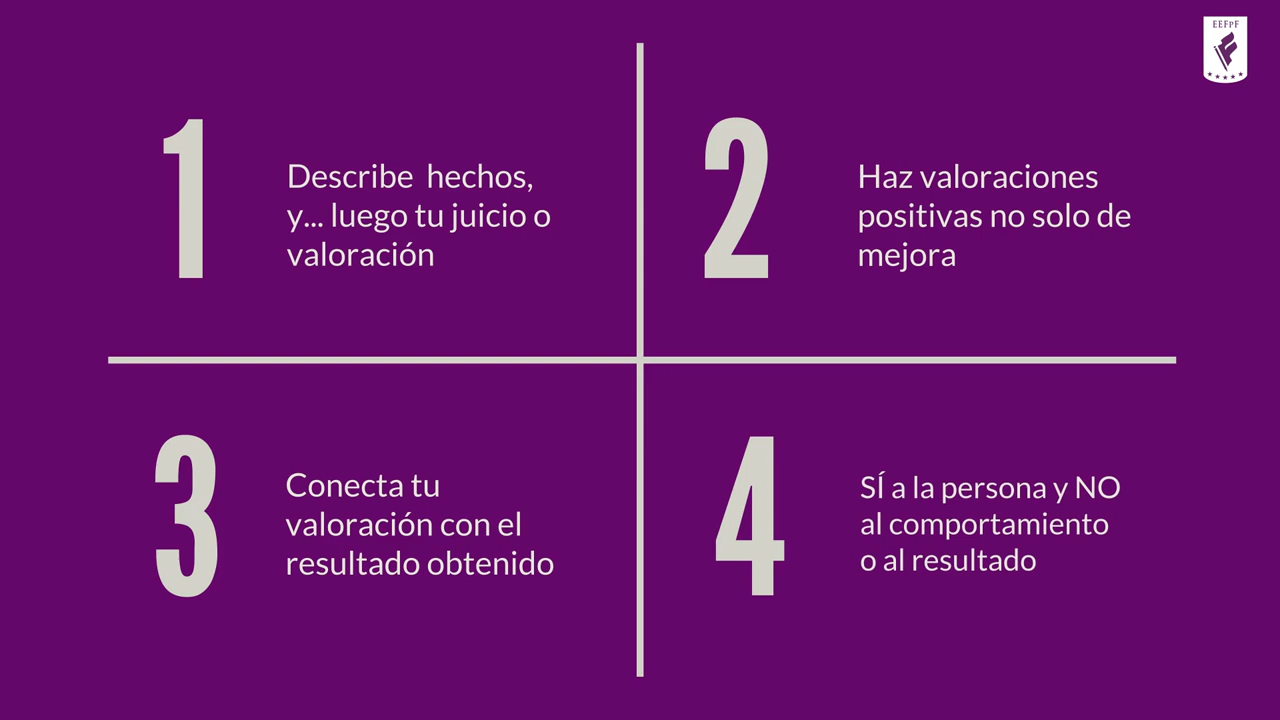 EEFPF
1
Describe  hechos,
y... luego tu juicio o
valoración
2
Haz valoraciones
positivas no solo de
mejora
3
Conecta tu
valoración con el
resultado obtenido
4
SÍ a la persona y NO
al comportamiento
o al resultado